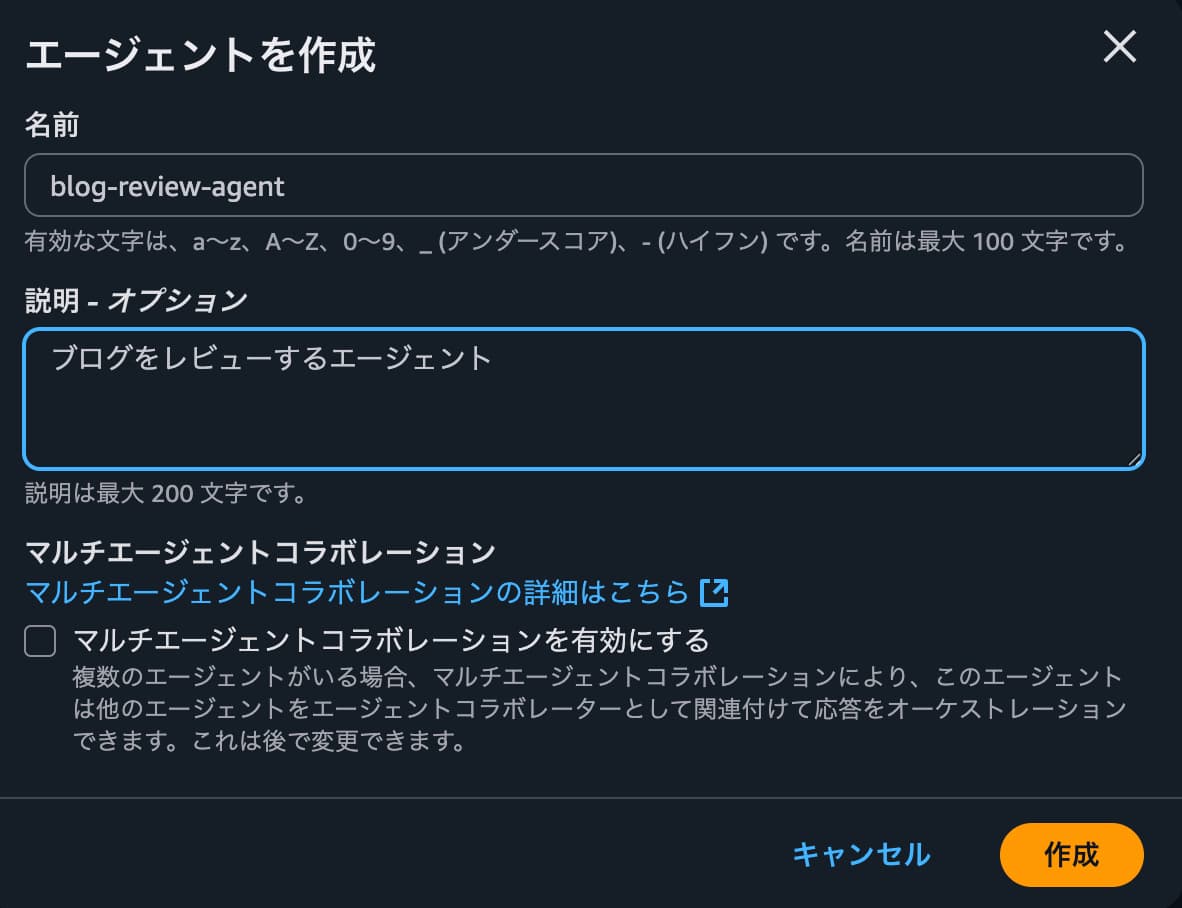 エージェントを作成
名前
blog-review-agent
有効な文字は、a～z、A～Z、0～9、_ (アンダースコア)、- (ハイフン) です。名前は最大 100 文字です。
説明 - オプション
ブログをレビューするエージェント
説明は最大 200 文字です。
マルチエージェントコラボレーション
マルチエージェントコラボレーションの詳細はこちら
マルチエージェントコラボレーションを有効にする
複数のエージェントがいる場合、マルチエージェントコラボレーションにより、このエージェント
は他のエージェントをエージェントコラボレーターとして関連付けて応答をオーケストレーション
できます。これは後で変更できます。
キャンセル
作成